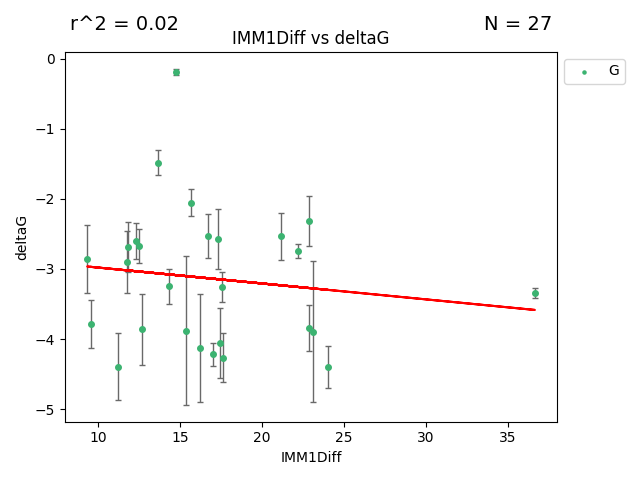 r^2 = 0.02
N = 27
IMM1Diff vs deltaG
G
0
−1
−2
−3
−4
−5
deltaG
10 15 20 25 30 35
IMM1Diff